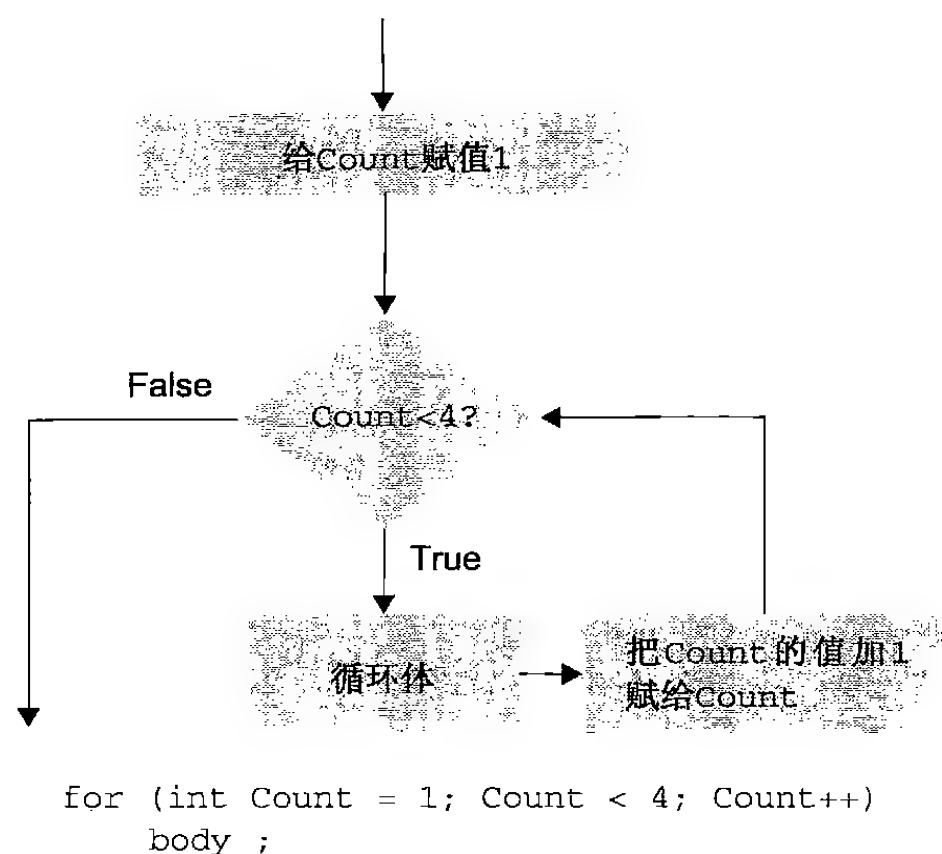 给Count赋值1
False
Count<4?
True
循环体
把Count的值加1
赋给Count
for (int Count = 1; Count < 4; Count++)
body ;